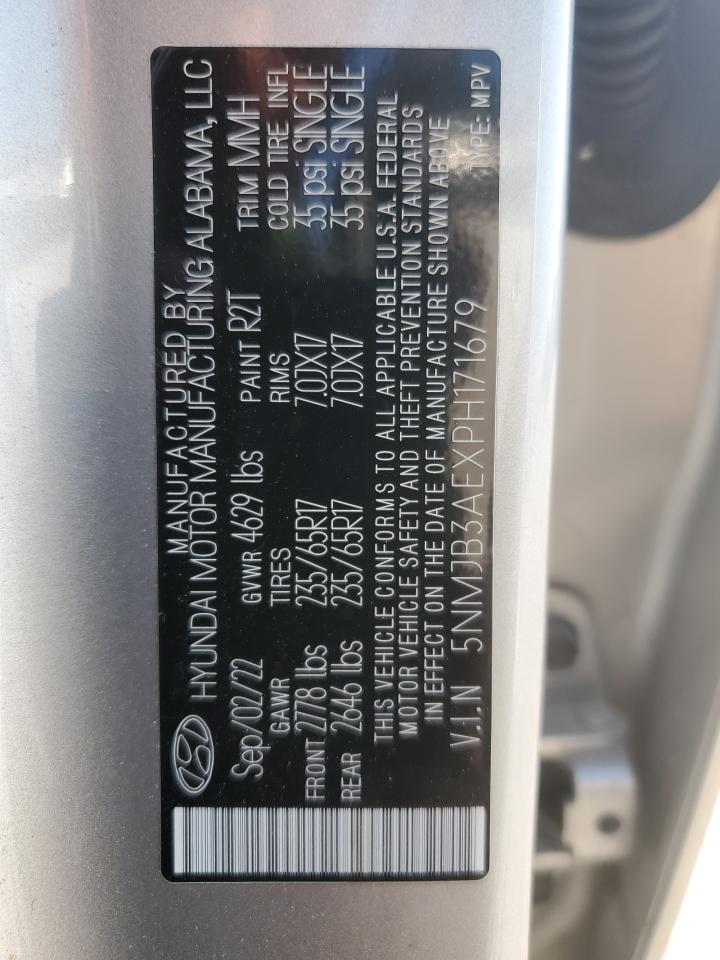 MANUFACTURED BY
HYUNDAI MOTOR MANUFACTURING ALABAMA, LLC
Sep/02/22 GVWR 4629 lbs PAINT R2T TRIM MMH
GAWR TIRES RIMS COLD TIRE INFL
FRONT 2778 lbs 235/65R17 7.0JX17 35 psi SINGLE
REAR 2646 lbs 235/65R17 7.0JX17 35 psi SINGLE
THIS VEHICLE CONFORMS TO ALL APPLICABLE U.S.A. FEDERAL
MOTOR VEHICLE SAFETY AND THEFT PREVENTION STANDARDS
IN EFFECT ON THE DATE OF MANUFACTURE SHOWN ABOVE
V.I.N 5NMJB3AEXPH171679 TYPE: MPV